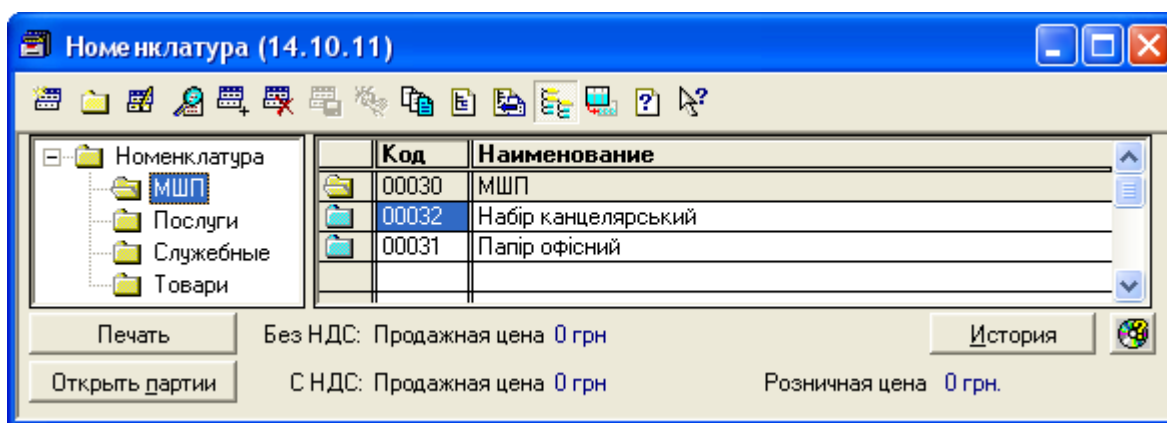 Номенклатура (14.10.11)
Номенклатура
МШП
Послуги
Служебные
Товари
Код Наименование
00030 МШП
00032 Набір канцелярський
00031 Папір офісний
Печать Без НДС: Продажная цена 0 грн История
Открыть партии С НДС: Продажная цена 0 грн Розничная цена 0 грн.